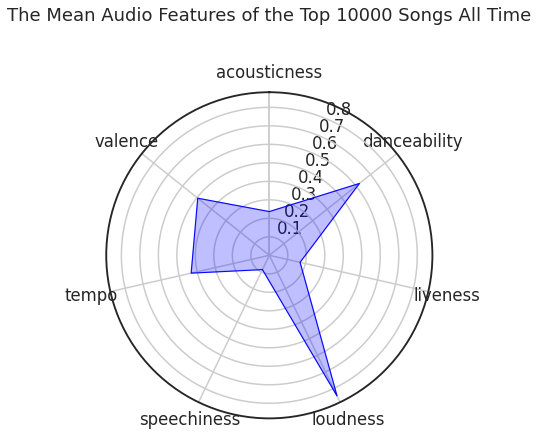 The Mean Audio Features of the Top 10000 Songs All Time
acousticness
0.8
0.7
valence
0.6
danceability
0.5
0.4
0.3
0.2
0.1
tempo
liveness
speechiness
loudness